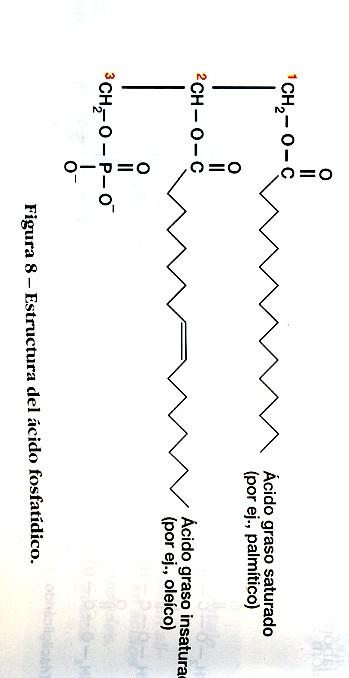 O
¹CH₂—O—C
Ácido graso saturado
(por ej., palmítico)
O
²CH—O—C
Ácido graso insatura
(por ej., oleico)
O
³CH₂—O—P—O⁻
O⁻
Figura 8 – Estructura del ácido fosfatídico.